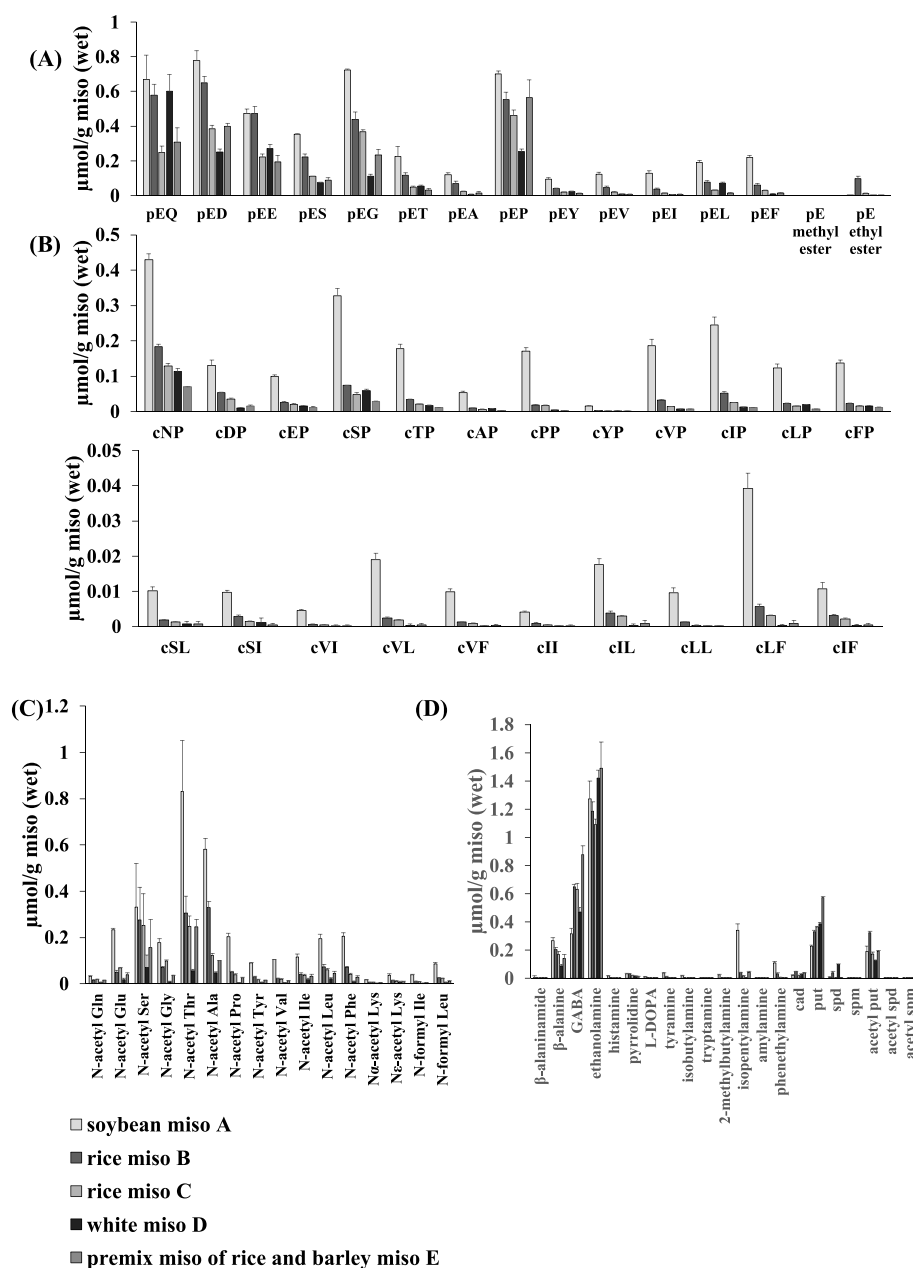 (A)
µmol/g miso (wet)
1
0.8
0.6
0.4
0.2
0
pEQ pED pEE pES pEG pET pEA pEP pEY pEV pEI pEL pEF pE methyl ester pE ethyl ester
(B)
µmol/g miso (wet)
0.5
0.4
0.3
0.2
0.1
0
cNP cDP cEP cSP cTP cAP cPP cYP cVP cIP cLP cFP
µmol/g miso (wet)
0.05
0.04
0.03
0.02
0.01
0
cSL cSI cVI cVL cVF cII cIL cLL cLF cIF
(C)
µmol/g miso (wet)
1.2
1
0.8
0.6
0.4
0.2
0
N-acetyl Gln
N-acetyl Glu
N-acetyl Ser
N-acetyl Gly
N-acetyl Thr
N-acetyl Ala
N-acetyl Pro
N-acetyl Tyr
N-acetyl Val
N-acetyl Ile
N-acetyl Leu
N-acetyl Phe
Nα-acetyl Lys
Nε-acetyl Lys
N-formyl Ile
N-formyl Leu
(D)
µmol/g miso (wet)
1.8
1.6
1.4
1.2
1
0.8
0.6
0.4
0.2
0
β-alaninamide
β-alanine
GABA
ethanolamine
histamine
pyrrolidine
L-DOPA
tyramine
isobutylamine
tryptamine
2-methylbutylamine
isopentylamine
amylamine
phenethylamine
cad
put
spd
spm
acetyl put
acetyl spd
acetyl spm
soybean miso A
rice miso B
rice miso C
white miso D
premix miso of rice and barley miso E